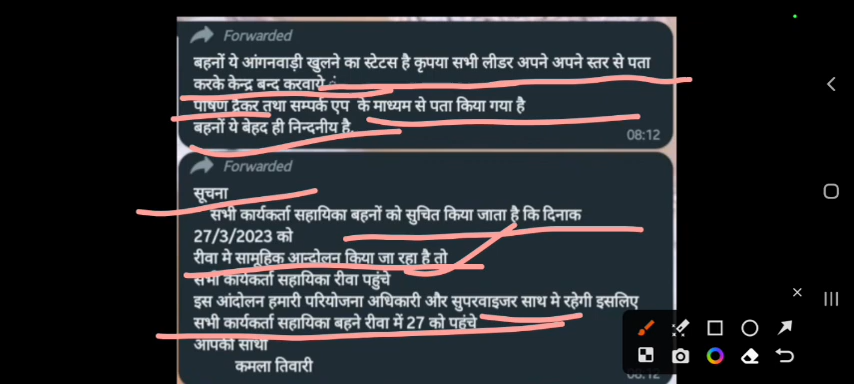 Forwarded
बहनों ये आंगनवाड़ी खुलने का स्टेटस है कृपया सभी लीडर अपने अपने स्तर से पता
करके केन्द्र बन्द करवाये
पोषण ट्रेकर तथा सम्पर्क एप के माध्यम से पता किया गया है
बहनों ये बेहद ही निन्दनीय है.
08:12
Forwarded
सूचना
सभी कार्यकर्ता सहायिका बहनों को सुचित किया जाता है कि दिनाक
27/3/2023 को
रीवा मे सामूहिक आन्दोलन किया जा रहा है तो
सभी कार्यकर्ता सहायिका रीवा पहुंचे
इस आंदोलन हमारी परियोजना अधिकारी और सुपरवाइजर साथ मे रहेगी इसलिए
सभी कार्यकर्ता सहायिका बहने रीवा में 27 को पहुंचे
आपकी साथी
कमला तिवारी
08:12